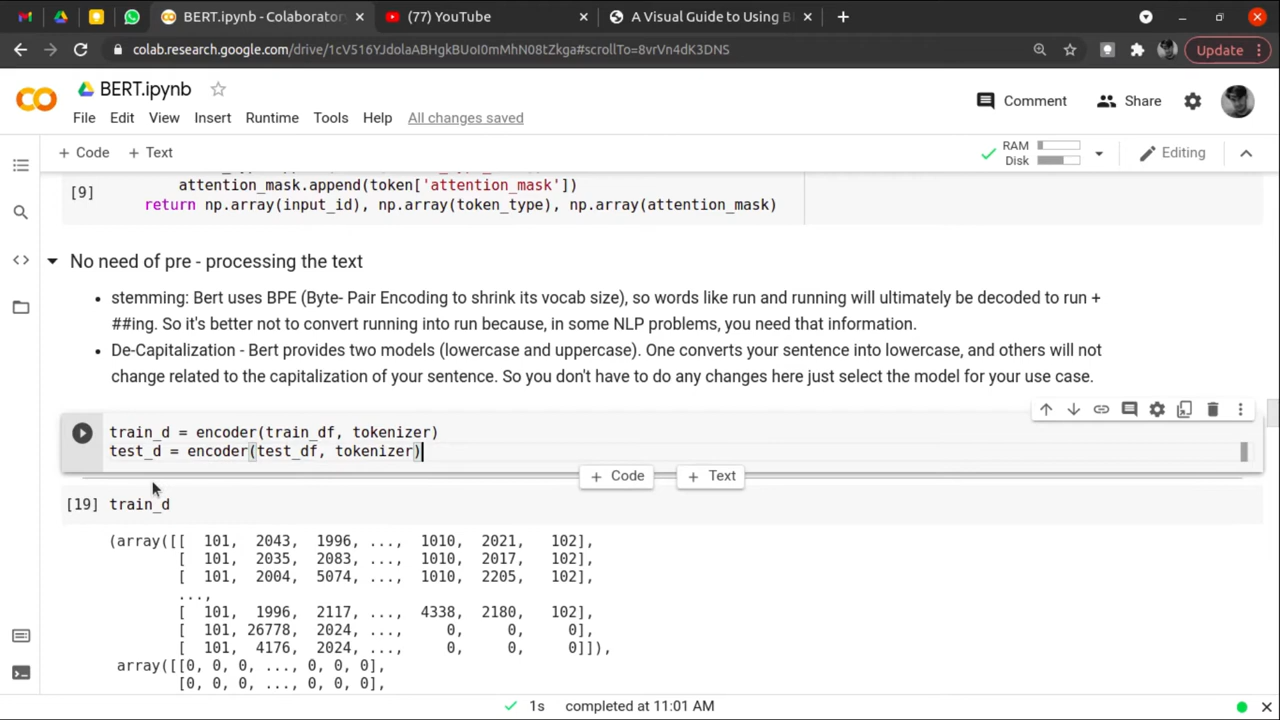 BERT.ipynb - Colaboratory
(77) YouTube
A Visual Guide to Using B
colab.research.google.com/drive/1cV516YJdolaABHgkBUoI0mMhN08tZkga#scrollTo=8vrVn4dK3DNS
Update
BERT.ipynb
File Edit View Insert Runtime Tools Help All changes saved
Comment Share
+ Code + Text
RAM
Disk
Editing
attention_mask.append(token['attention_mask'])
[9]
return np.array(input_id), np.array(token_type), np.array(attention_mask)
No need of pre - processing the text
• stemming: Bert uses BPE (Byte- Pair Encoding to shrink its vocab size), so words like run and running will ultimately be decoded to run +
##ing. So it's better not to convert running into run because, in some NLP problems, you need that information.
• De-Capitalization - Bert provides two models (lowercase and uppercase). One converts your sentence into lowercase, and others will not
change related to the capitalization of your sentence. So you don't have to do any changes here just select the model for your use case.
train_d = encoder(train_df, tokenizer)
test_d = encoder(test_df, tokenizer)
+ Code + Text
[19] train_d
(array([[ 101, 2043, 1996, ..., 1010, 2021, 102],
[ 101, 2035, 2083, ..., 1010, 2017, 102],
[ 101, 2004, 5074, ..., 1010, 2205, 102],
...,
[ 101, 1996, 2117, ..., 4338, 2180, 102],
[ 101, 26778, 2024, ..., 0, 0, 0],
[ 101, 4176, 2024, ..., 0, 0, 0]]),
array([[0, 0, 0, ..., 0, 0, 0],
[0, 0, 0, ..., 0, 0, 0],
1s completed at 11:01 AM